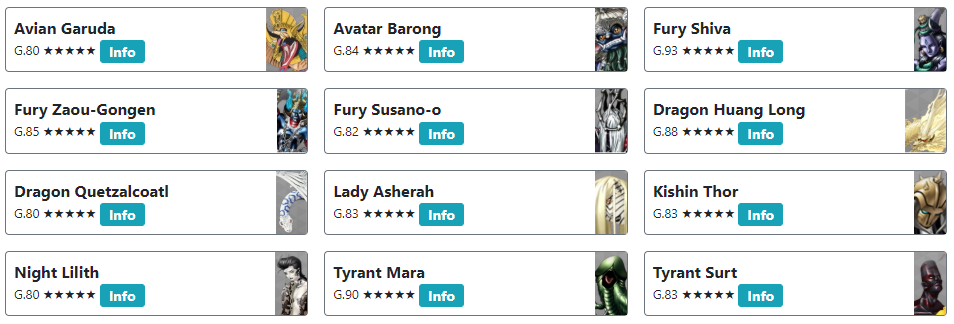 Avian Garuda
G.80 ★★★★★ Info
Avatar Barong
G.84 ★★★★★ Info
Fury Shiva
G.93 ★★★★★ Info
Fury Zaou-Gongen
G.85 ★★★★★ Info
Fury Susano-o
G.82 ★★★★★ Info
Dragon Huang Long
G.88 ★★★★★ Info
Dragon Quetzalcoatl
G.80 ★★★★★ Info
Lady Asherah
G.83 ★★★★★ Info
Kishin Thor
G.83 ★★★★★ Info
Night Lilith
G.80 ★★★★★ Info
Tyrant Mara
G.90 ★★★★★ Info
Tyrant Surt
G.83 ★★★★★ Info